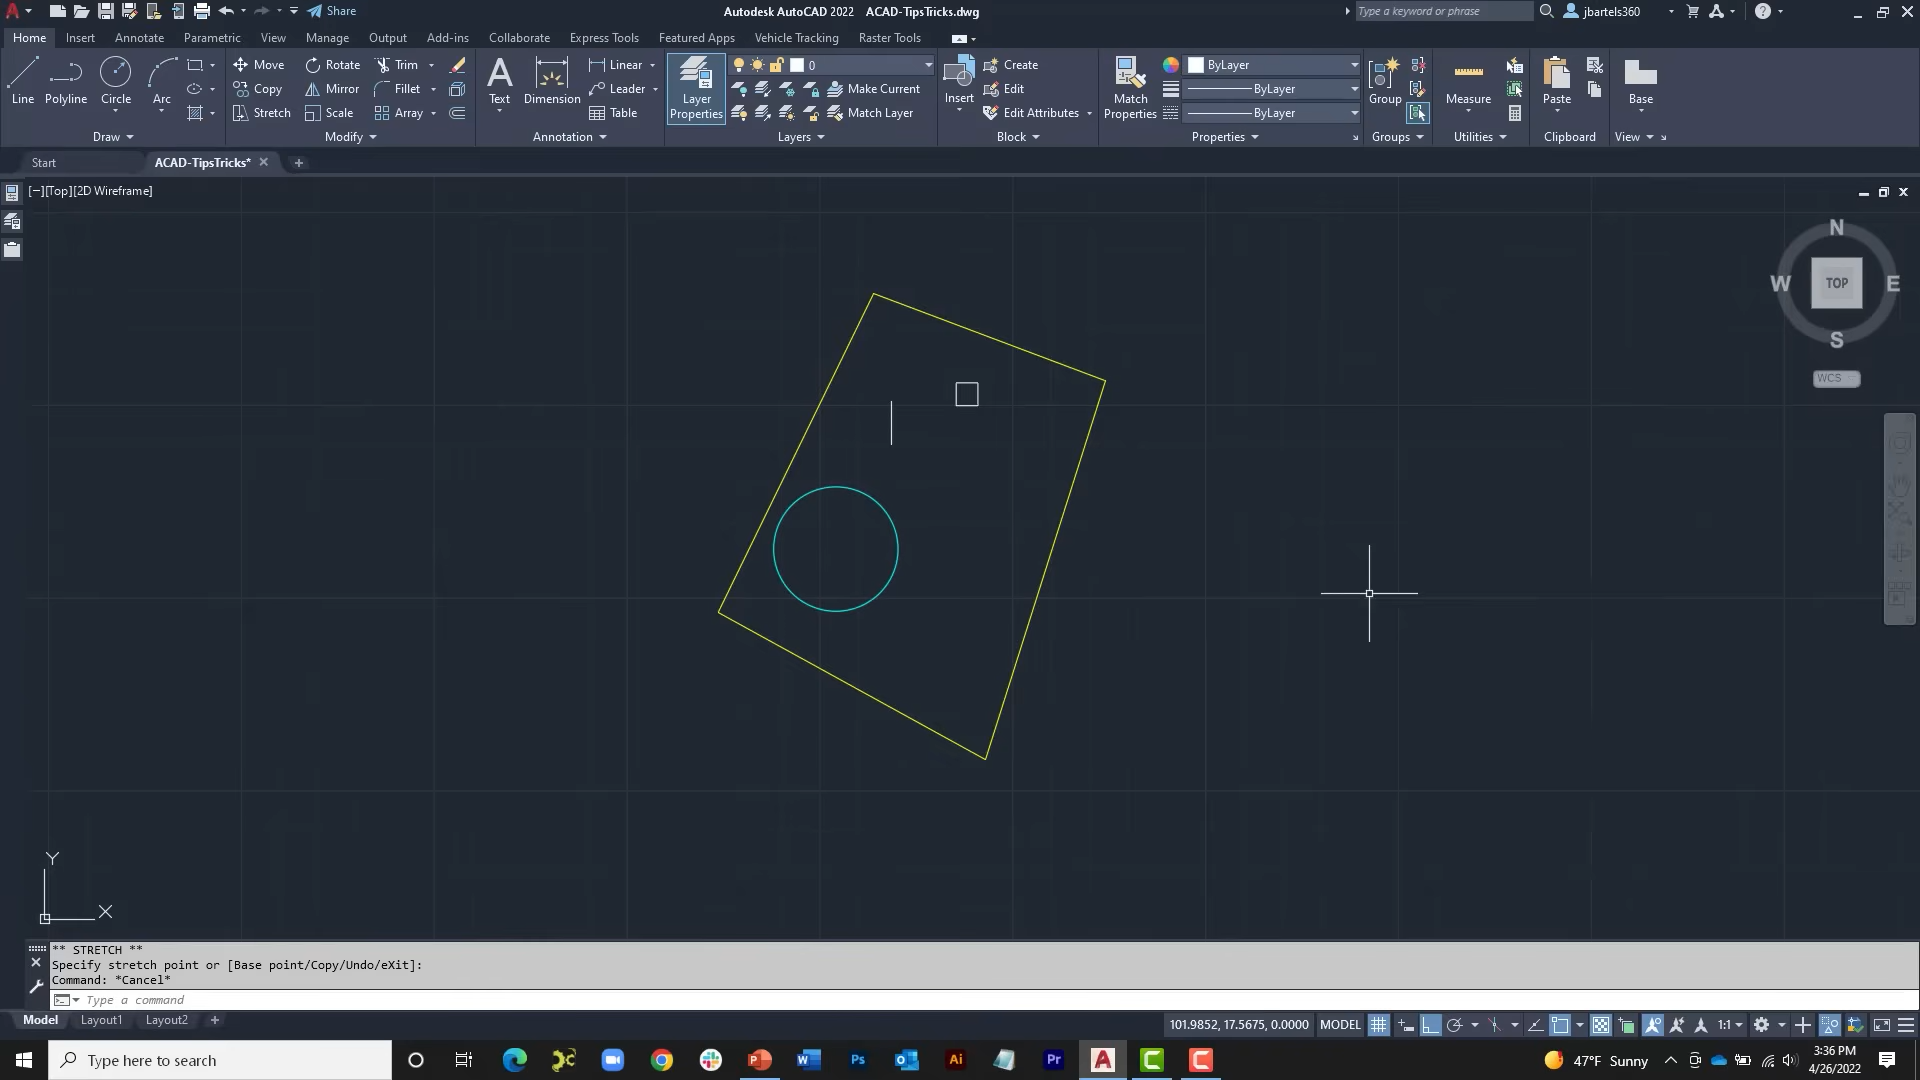 Share
Autodesk AutoCAD 2022 ACAD-TipsTricks.dwg
Type a keyword or phrase
jbartels360
Home Insert Annotate Parametric View Manage Output Add-ins Collaborate Express Tools Featured Apps Vehicle Tracking Raster Tools
Line Polyline Circle Arc
Draw
Move Rotate Trim
Copy Mirror Fillet
Stretch Scale Array
Modify
Text Dimension
Linear
Leader
Table
Annotation
Layer
Properties
0
Make Current
Match Layer
Layers
Insert
Create
Edit
Edit Attributes
Block
Match
Properties
ByLayer
ByLayer
ByLayer
Properties
Group
Groups
Measure
Utilities
Paste
Clipboard
Base
View
Start ACAD-TipsTricks*
[−][Top][2D Wireframe]
N
W TOP E
S
WCS
Y
X
** STRETCH **
Specify stretch point or [Base point/Copy/Undo/eXit]:
Command: *Cancel*
Type a command
Model Layout1 Layout2
101.9852, 17.5675, 0.0000 MODEL 1:1
Type here to search
47°F Sunny
3:36 PM
4/26/2022